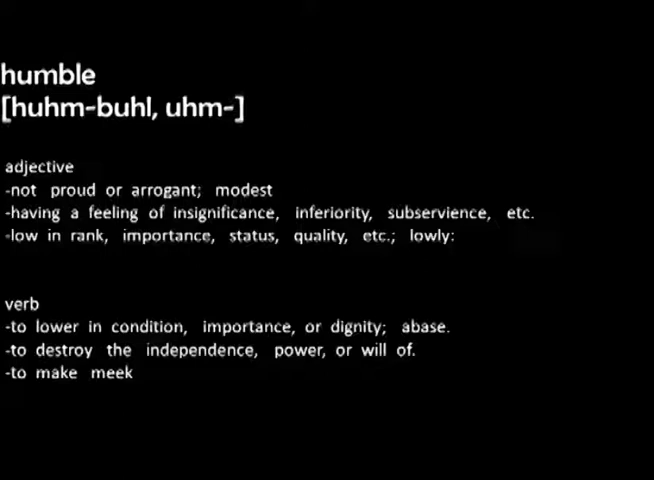 humble
[huhm-buhl, uhm-]
adjective
-not proud or arrogant; modest
-having a feeling of insignificance, inferiority, subservience, etc.
-low in rank, importance, status, quality, etc.; lowly:
verb
-to lower in condition, importance, or dignity; abase.
-to destroy the independence, power, or will of.
-to make meek